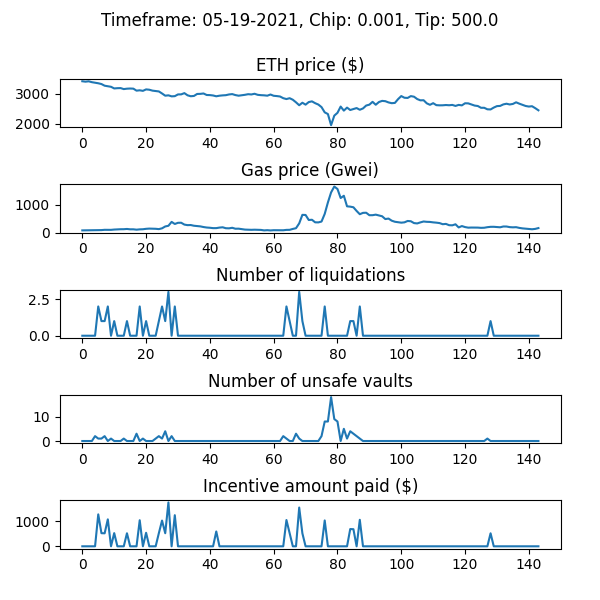 Timeframe: 05-19-2021, Chip: 0.001, Tip: 500.0
ETH price ($)
3000
2000
0 20 40 60 80 100 120 140
Gas price (Gwei)
1000
0
0 20 40 60 80 100 120 140
Number of liquidations
2.5
0.0
0 20 40 60 80 100 120 140
Number of unsafe vaults
10
0
0 20 40 60 80 100 120 140
Incentive amount paid ($)
1000
0
0 20 40 60 80 100 120 140